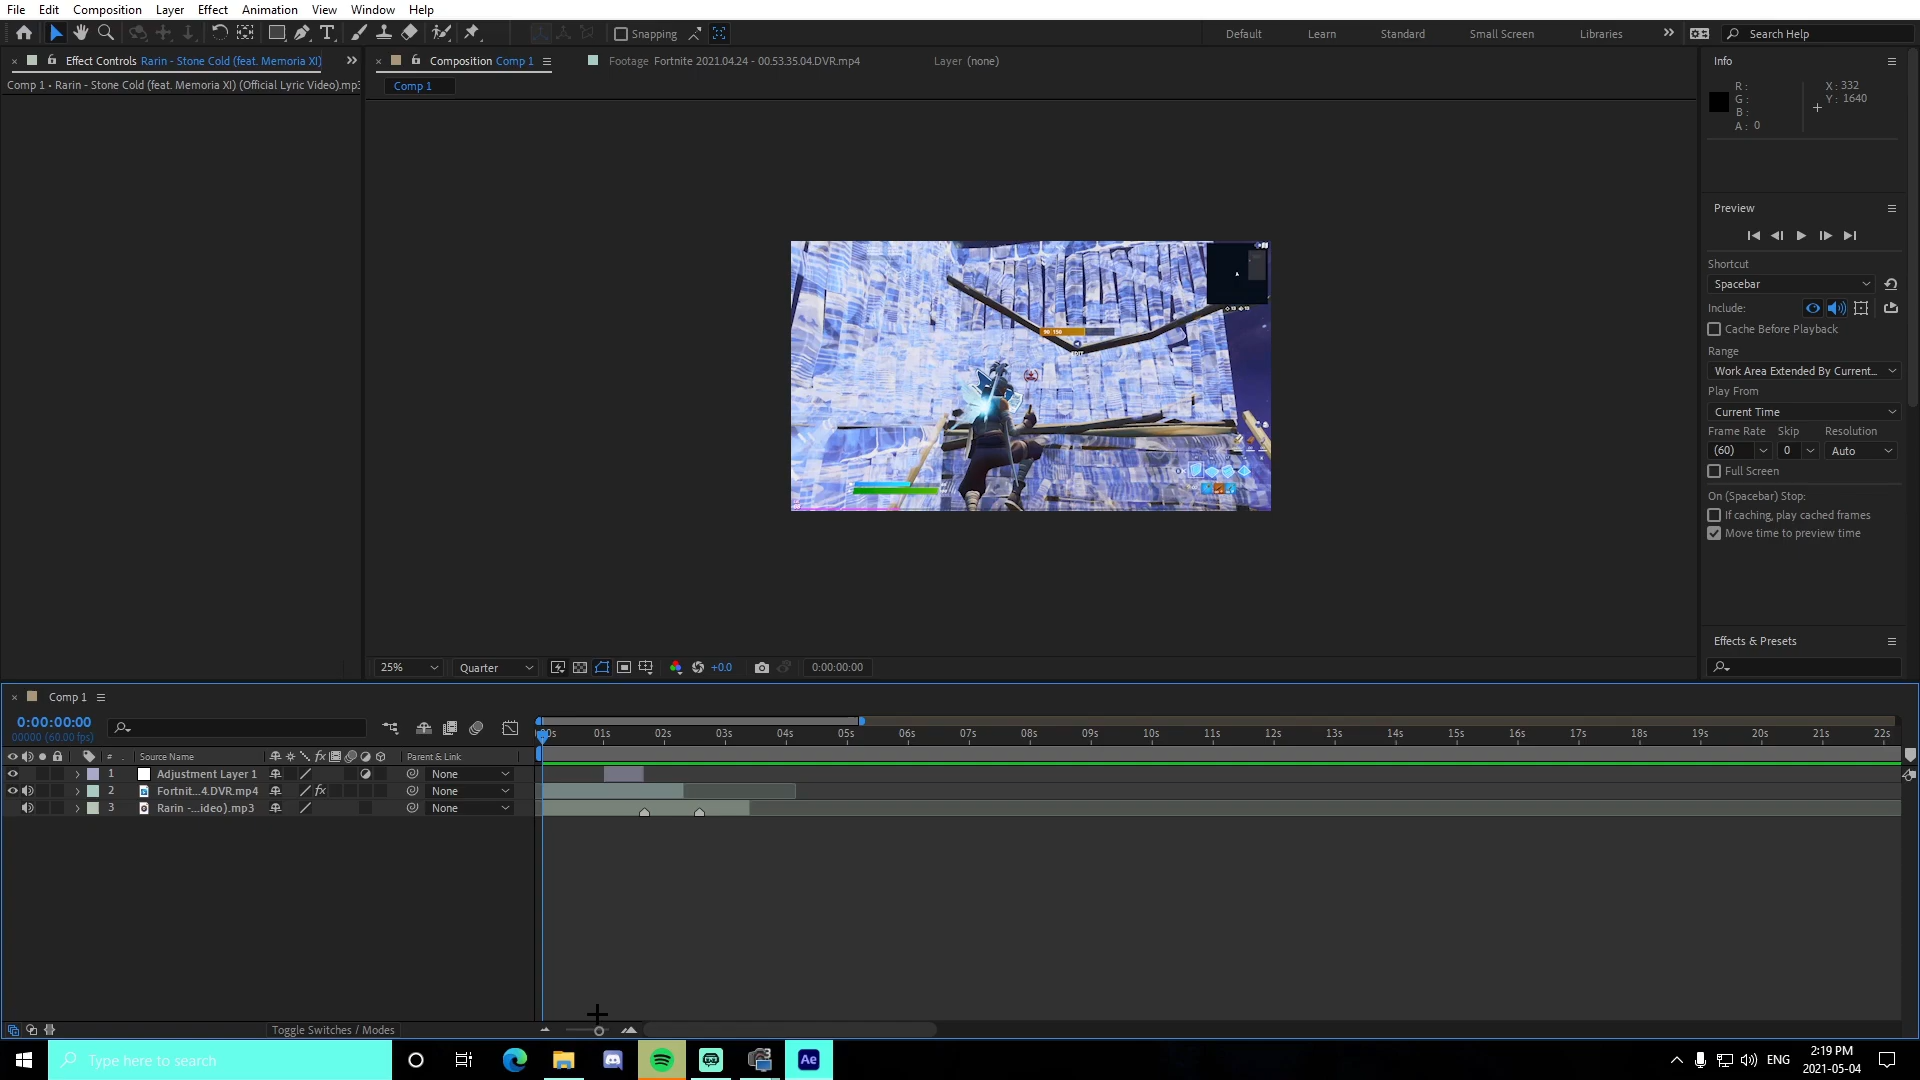 File Edit Composition Layer Effect Animation View Window Help
Snapping
Default Learn Standard Small Screen Libraries Search Help
Effect Controls Rarin - Stone Cold (feat. Memoria XI)
Comp 1 • Rarin - Stone Cold (feat. Memoria XI) (Official Lyric Video).mp3
Composition Comp 1
Footage Fortnite 2021.04.24 - 00.53.35.04.DVR.mp4
Layer (none)
Comp 1
Info
R :
G :
B :
A : 0
X : 332
Y : 1640
Preview
Shortcut
Spacebar
Include:
Cache Before Playback
Range
Work Area Extended By Current...
Play From
Current Time
Frame Rate Skip Resolution
(60) 0 Auto
Full Screen
On (Spacebar) Stop:
If caching, play cached frames
Move time to preview time
Effects & Presets
EDIT
25% Quarter +0.0 0:00:00:00
Comp 1
0:00:00:00
00000 (60.00 fps)
# . Source Name fx Parent & Link
1 Adjustment Layer 1 None
2 Fortnit...4.DVR.mp4 fx None
3 Rarin -...ideo).mp3 None
:00s 01s 02s 03s 04s 05s 06s 07s 08s 09s 10s 11s 12s 13s 14s 15s 16s 17s 18s 19s 20s 21s 22s
Toggle Switches / Modes
Type here to search
Ae
ENG
2:19 PM
2021-05-04